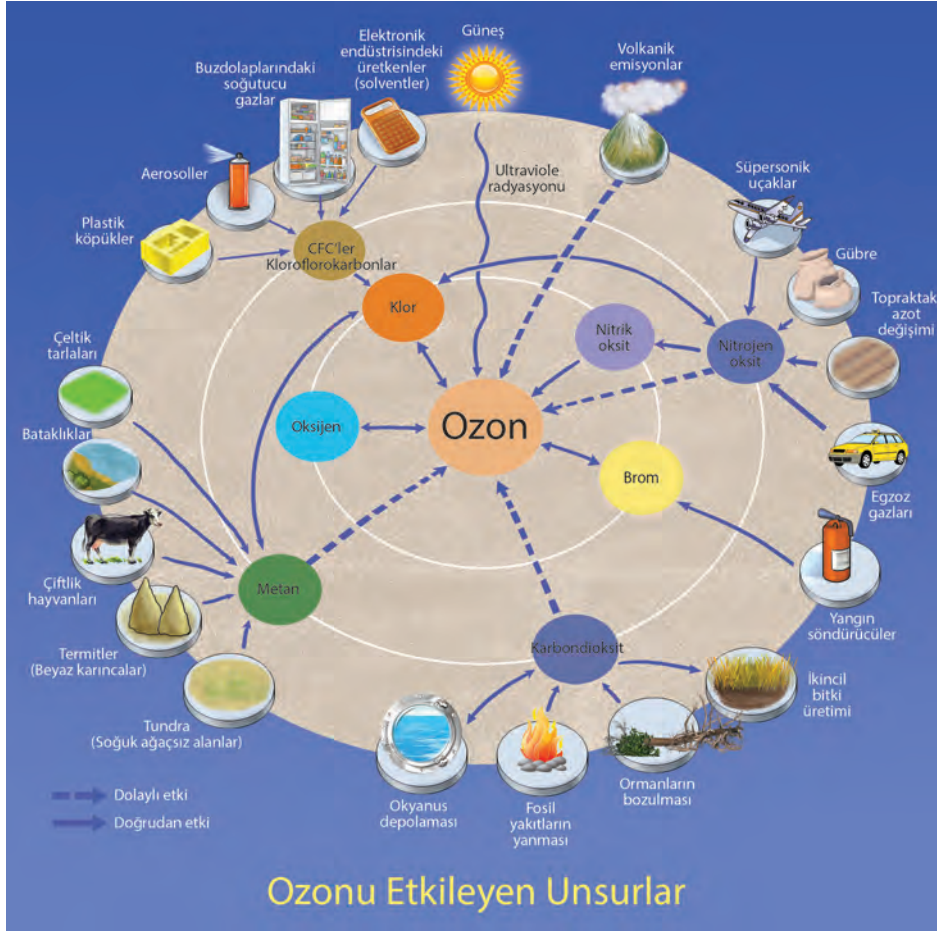 Güneş
Elektronik
endüstrisindeki
üretkenler
(solventler)
Volkanik
emisyonlar
Buzdolaplarındaki
soğutucu
gazlar
Aerosoller
Ultraviole
radyasyonu
Süpersonik
uçaklar
Plastik
köpükler
Gübre
CFC'ler
Kloroflorokarbonlar
Topraktak
azot
değişimi
Klor
Nitrik
oksit
Nitrojen
oksit
Çeltik
tarlaları
Oksijen
Ozon
Bataklıklar
Brom
Egzoz
gazları
Çiftlik
hayvanları
Metan
Termitler
(Beyaz karıncalar)
Yangın
söndürücüler
Karbondioksit
İkincil
bitki
üretimi
Tundra
(Soğuk ağaçsız alanlar)
Ormanların
bozulması
Okyanus
depolaması
Fosil
yakıtların
yanması
Dolaylı etki
Doğrudan etki
Ozonu Etkileyen Unsurlar